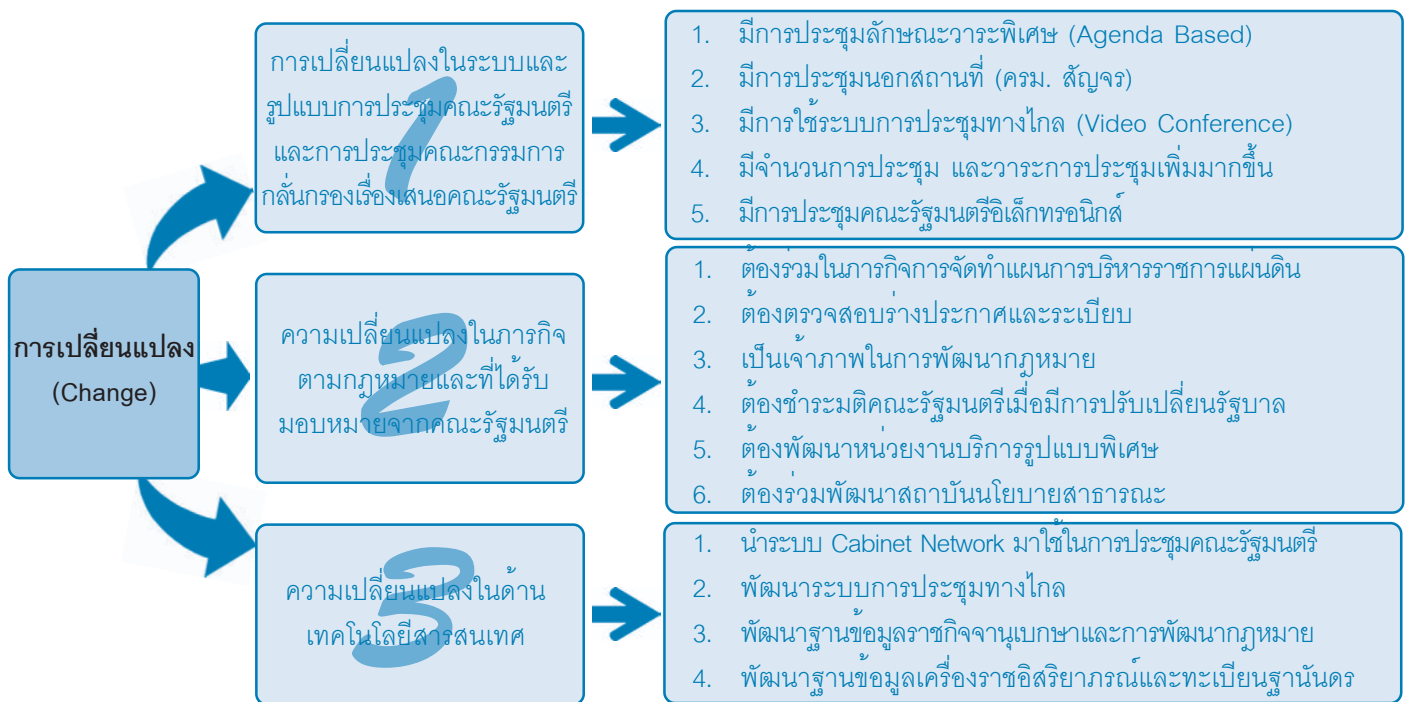 การเปลี่ยนแปลง
(Change)
1
การเปลี่ยนแปลงในระบบและ
รูปแบบการประชุมคณะรัฐมนตรี
และการประชุมคณะกรรมการ
กลั่นกรองเรื่องเสนอคณะรัฐมนตรี
1. มีการประชุมลักษณะวาระพิเศษ (Agenda Based)
2. มีการประชุมนอกสถานที่ (ครม. สัญจร)
3. มีการใช้ระบบการประชุมทางไกล (Video Conference)
4. มีจำนวนการประชุม และวาระการประชุมเพิ่มมากขึ้น
5. มีการประชุมคณะรัฐมนตรีอิเล็กทรอนิกส์
2
ความเปลี่ยนแปลงในภารกิจ
ตามกฎหมายและที่ได้รับ
มอบหมายจากคณะรัฐมนตรี
1. ต้องร่วมในภารกิจการจัดทำแผนการบริหารราชการแผ่นดิน
2. ต้องตรวจสอบร่างประกาศและระเบียบ
3. เป็นเจ้าภาพในการพัฒนากฎหมาย
4. ต้องชำระมติคณะรัฐมนตรีเมื่อมีการปรับเปลี่ยนรัฐบาล
5. ต้องพัฒนาหน่วยงานบริการรูปแบบพิเศษ
6. ต้องร่วมพัฒนาสถาบันนโยบายสาธารณะ
3
ความเปลี่ยนแปลงในด้าน
เทคโนโลยีสารสนเทศ
1. นำระบบ Cabinet Network มาใช้ในการประชุมคณะรัฐมนตรี
2. พัฒนาระบบการประชุมทางไกล
3. พัฒนาฐานข้อมูลราชกิจจานุเบกษาและการพัฒนากฎหมาย
4. พัฒนาฐานข้อมูลเครื่องราชอิสริยาภรณ์และทะเบียนฐานันดร